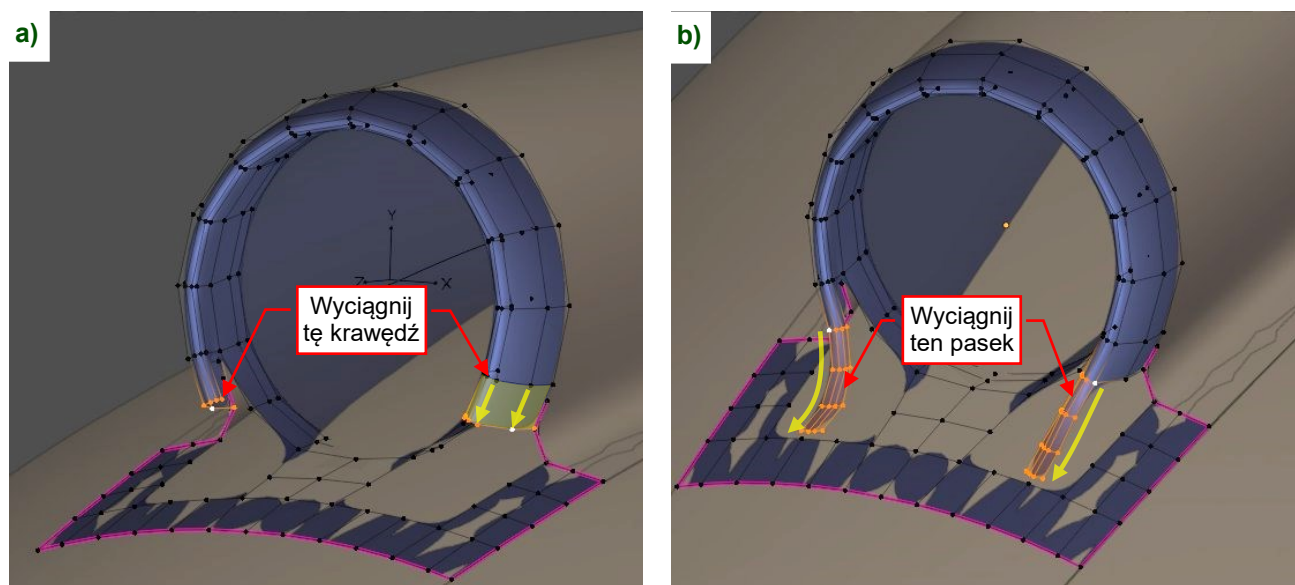 a)
Wyciągnij
tę krawędź
Y
Z
X
b)
Wyciągnij
ten pasek